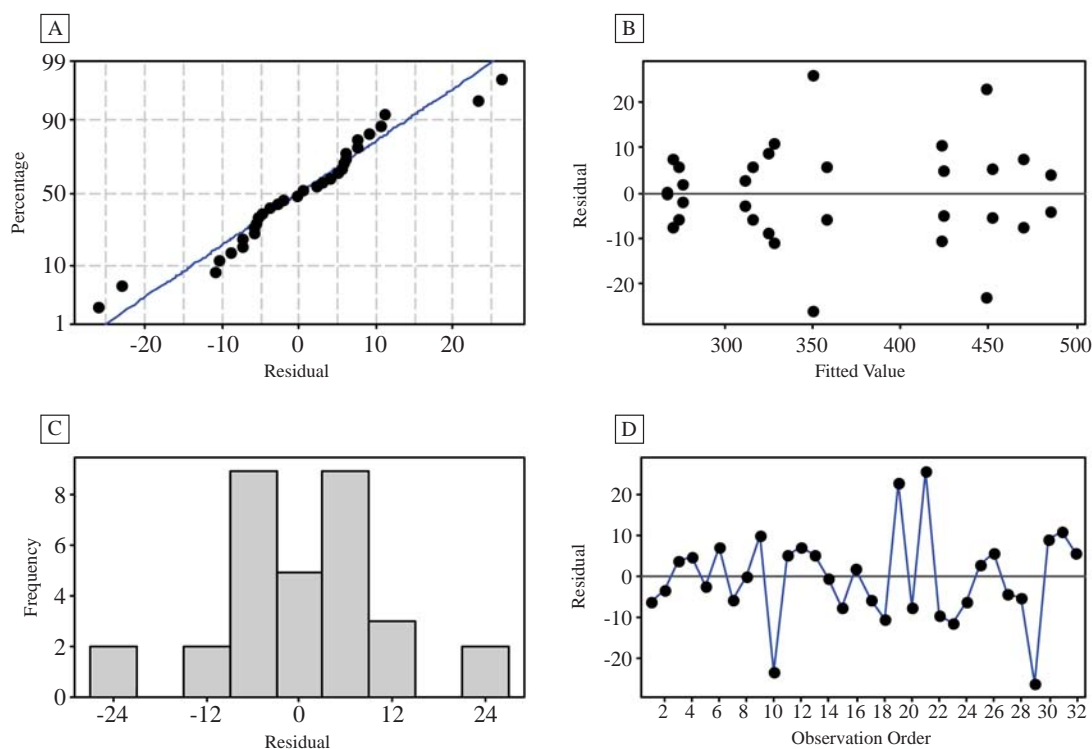 A
99
90
50
10
1
Percentage
-20
-10
0
10
20
Residual
B
20
10
0
-10
-20
Residual
300
350
400
450
500
Fitted Value
C
8
6
4
2
0
Frequency
-24
-12
0
12
24
Residual
D
20
10
0
-10
-20
Residual
2 4 6 8 10 12 14 16 18 20 22 24 26 28 30 32
Observation Order